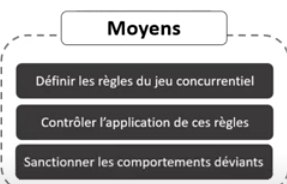 Moyens
Définir les règles du jeu concurrentiel
Contrôler l'application de ces règles
Sanctionner les comportements déviants